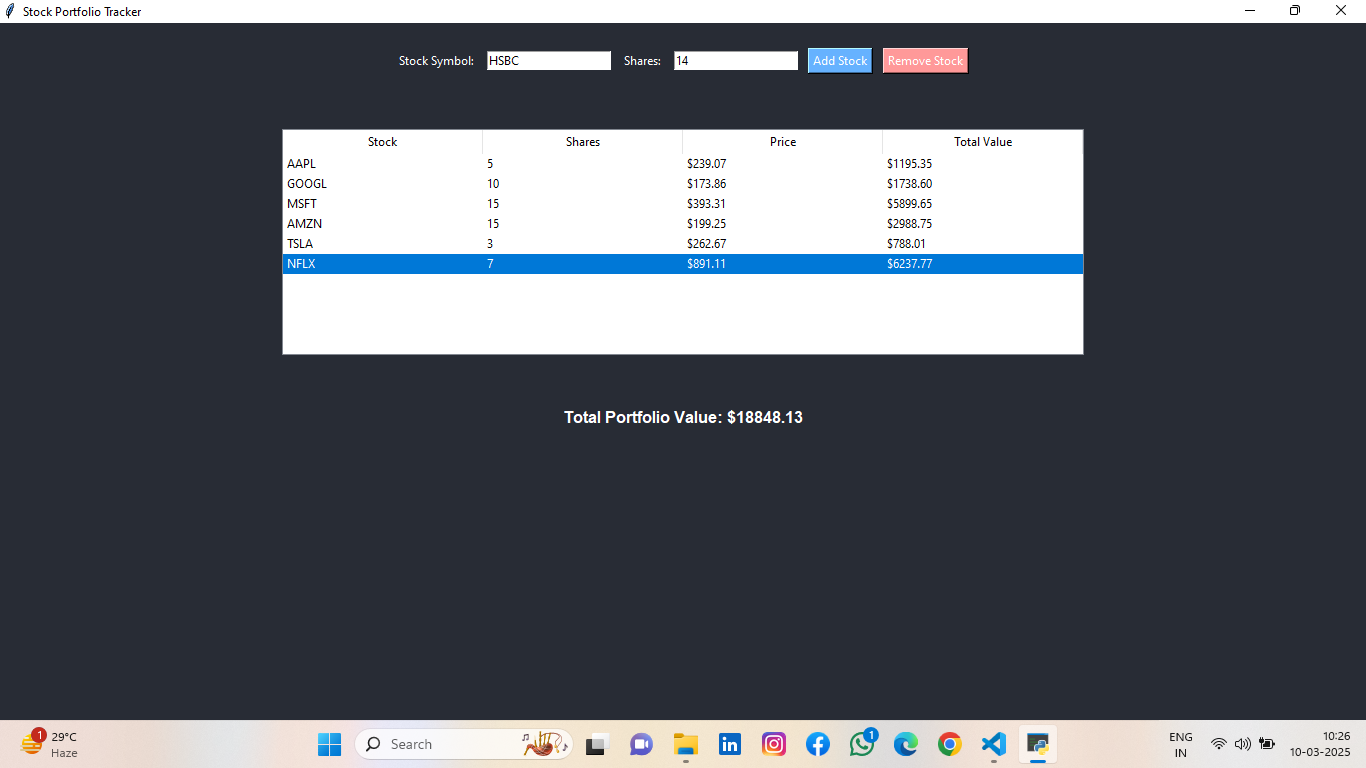 Stock Portfolio Tracker
Stock Symbol: HSBC Shares: 14 Add Stock Remove Stock
Stock Shares Price Total Value
AAPL 5 $239.07 $1195.35
GOOGL 10 $173.86 $1738.60
MSFT 15 $393.31 $5899.65
AMZN 15 $199.25 $2988.75
TSLA 3 $262.67 $788.01
NFLX 7 $891.11 $6237.77
Total Portfolio Value: $18848.13
1 29°C
Haze
Search
1
ENG
IN
10:26
10-03-2025